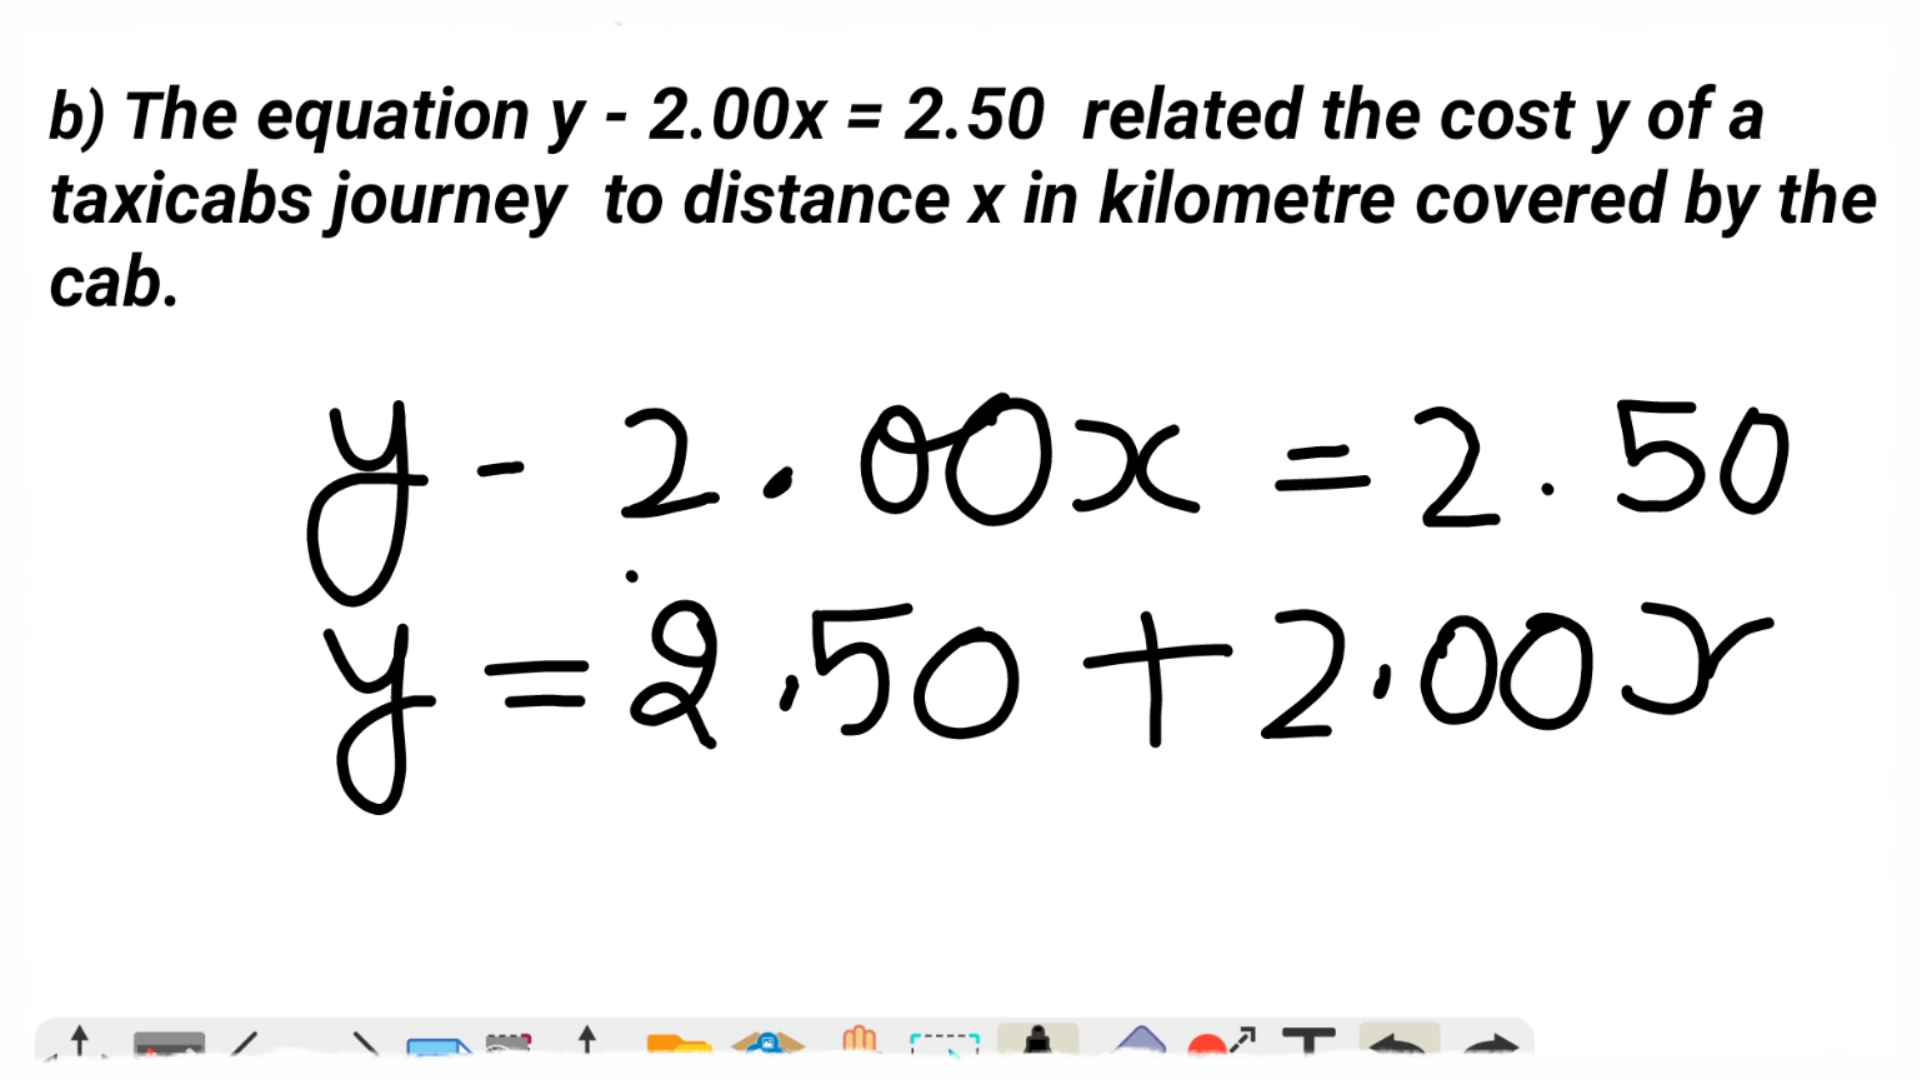 b) The equation y - 2.00x = 2.50 related the cost y of a
taxicabs journey to distance x in kilometre covered by the
cab.
y - 2.00x = 2.50
y = 2.50 + 2.00x